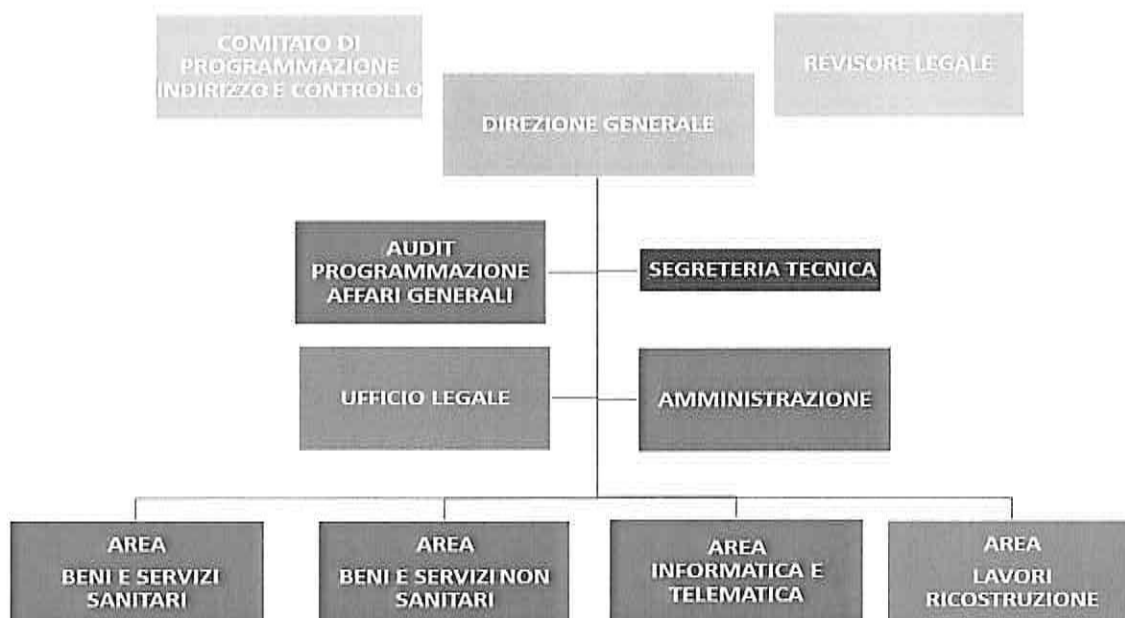 COMITATO DI
PROGRAMMAZIONE
INDIRIZZO E CONTROLLO
REVISORE LEGALE
DIREZIONE GENERALE
AUDIT
PROGRAMMAZIONE
AFFARI GENERALI
SEGRETERIA TECNICA
UFFICIO LEGALE
AMMINISTRAZIONE
AREA
BENI E SERVIZI
SANITARI
AREA
BENI E SERVIZI NON
SANITARI
AREA
INFORMATICA E
TELEMATICA
AREA
LAVORI
RICOSTRUZIONE